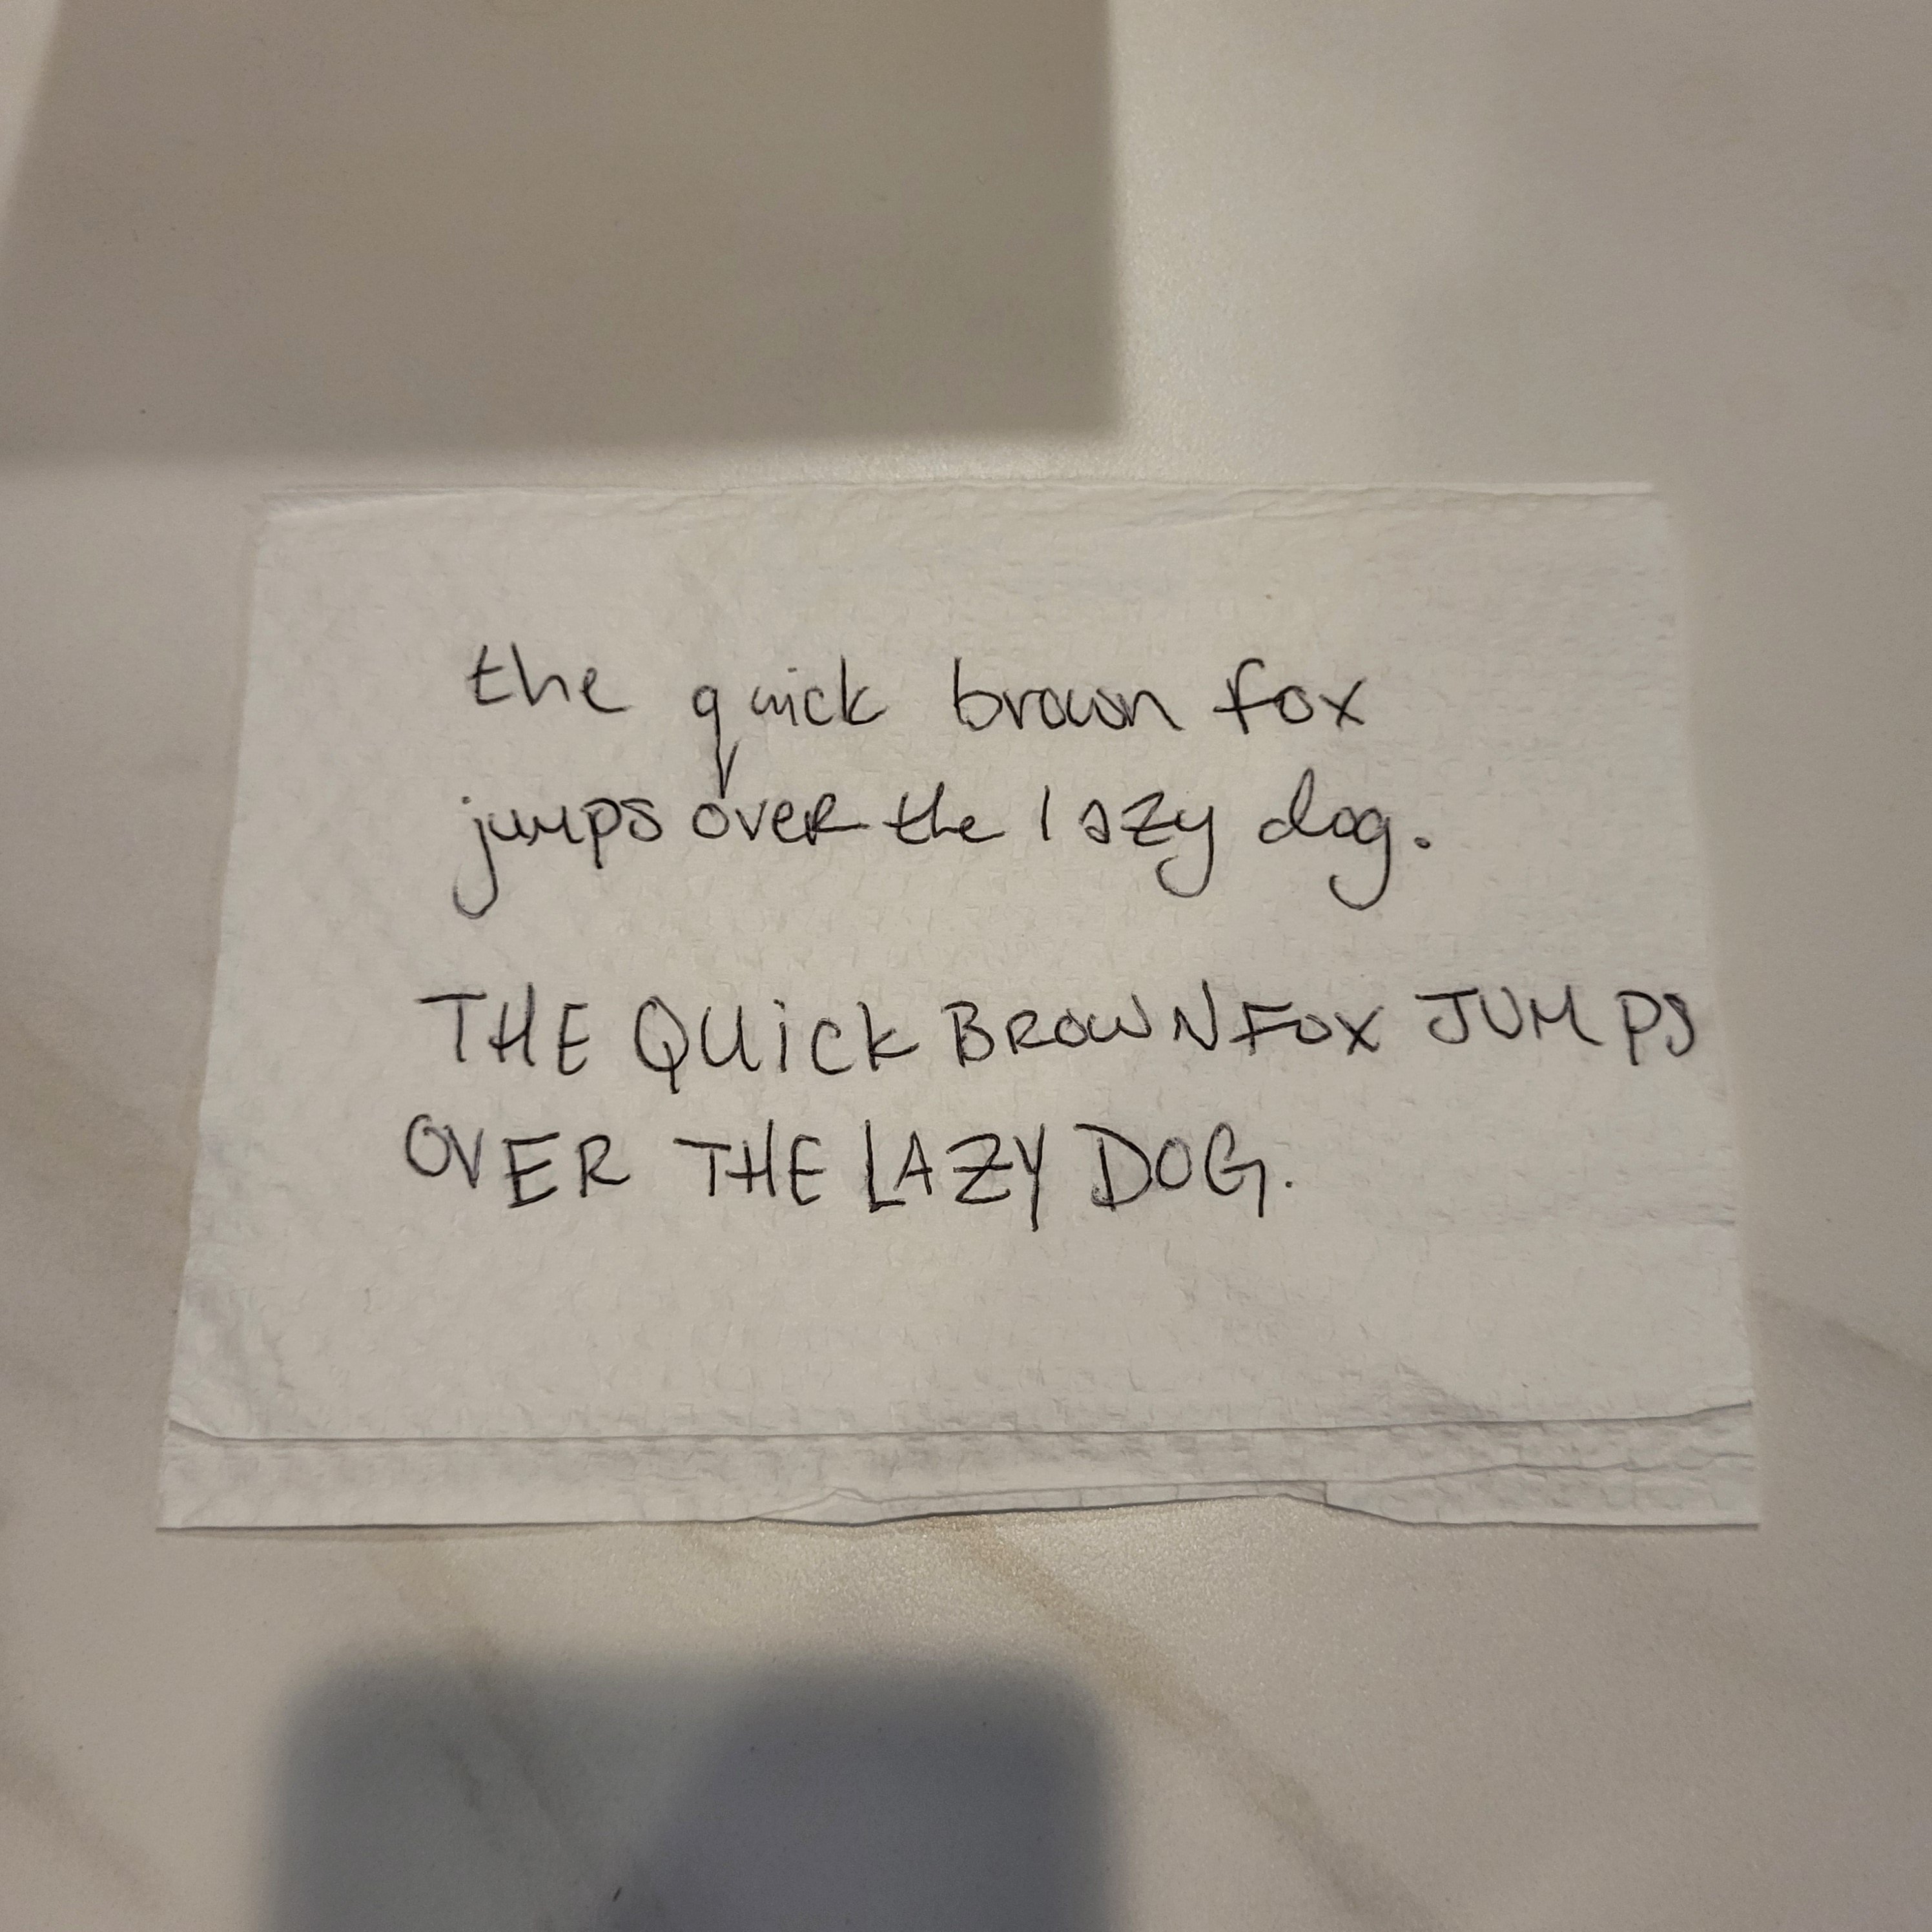 the quick brown fox
jumps over the lazy dog.
THE QUiCK BROWN FOX JUMPS
OVER THE LAZY DOG.